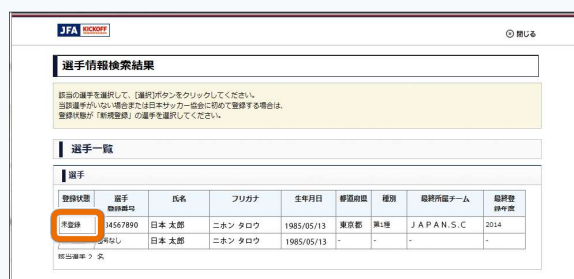 JFA KICKOFF
閉じる
選手情報検索結果
該当の選手を選択して、[選択]ボタンをクリックしてください。
当該選手がいない場合または日本サッカー協会に初めて登録する場合は、
登録状態が「新規登録」の選手を選択してください。
選手一覧
選手
登録状態 選手登録番号 氏名 フリガナ 生年月日 都道府県 種別 最終所属チーム 最終登録年度
未登録 34567890 日本 太郎 ニホン タロウ 1985/05/13 東京都 第1種 JAPAN.S.C 2014
なし 日本 太郎 ニホン タロウ 1985/05/13 - - - -
該当選手 2 名